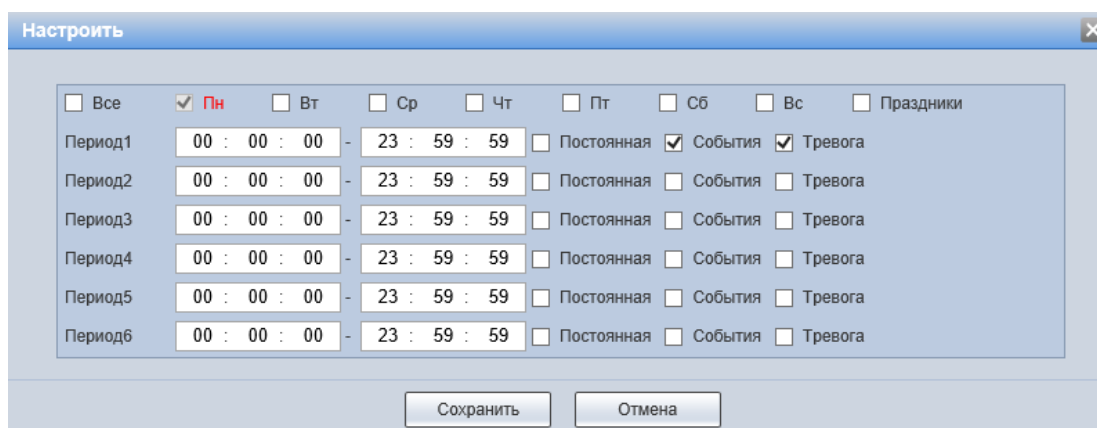 Настроить
Все Пн Вт Ср Чт Пт Сб Вс Праздники
Период1 00 : 00 : 00 - 23 : 59 : 59 Постоянная События Тревога
Период2 00 : 00 : 00 - 23 : 59 : 59 Постоянная События Тревога
Период3 00 : 00 : 00 - 23 : 59 : 59 Постоянная События Тревога
Период4 00 : 00 : 00 - 23 : 59 : 59 Постоянная События Тревога
Период5 00 : 00 : 00 - 23 : 59 : 59 Постоянная События Тревога
Период6 00 : 00 : 00 - 23 : 59 : 59 Постоянная События Тревога
Сохранить Отмена